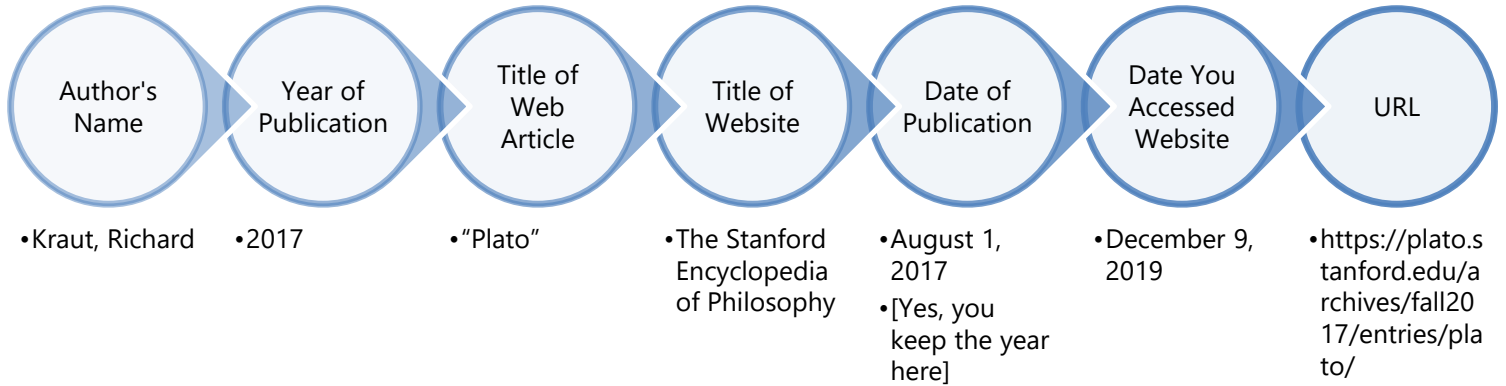 Author's
Name
Year of
Publication
Title of
Web
Article
Title of
Website
Date of
Publication
Date You
Accessed
Website
URL
•Kraut, Richard
•2017
•“Plato”
•The Stanford
Encyclopedia
of Philosophy
•August 1,
2017
•[Yes, you
keep the year
here]
•December 9,
2019
•https://plato.s
tanford.edu/a
rchives/fall20
17/entries/pla
to/